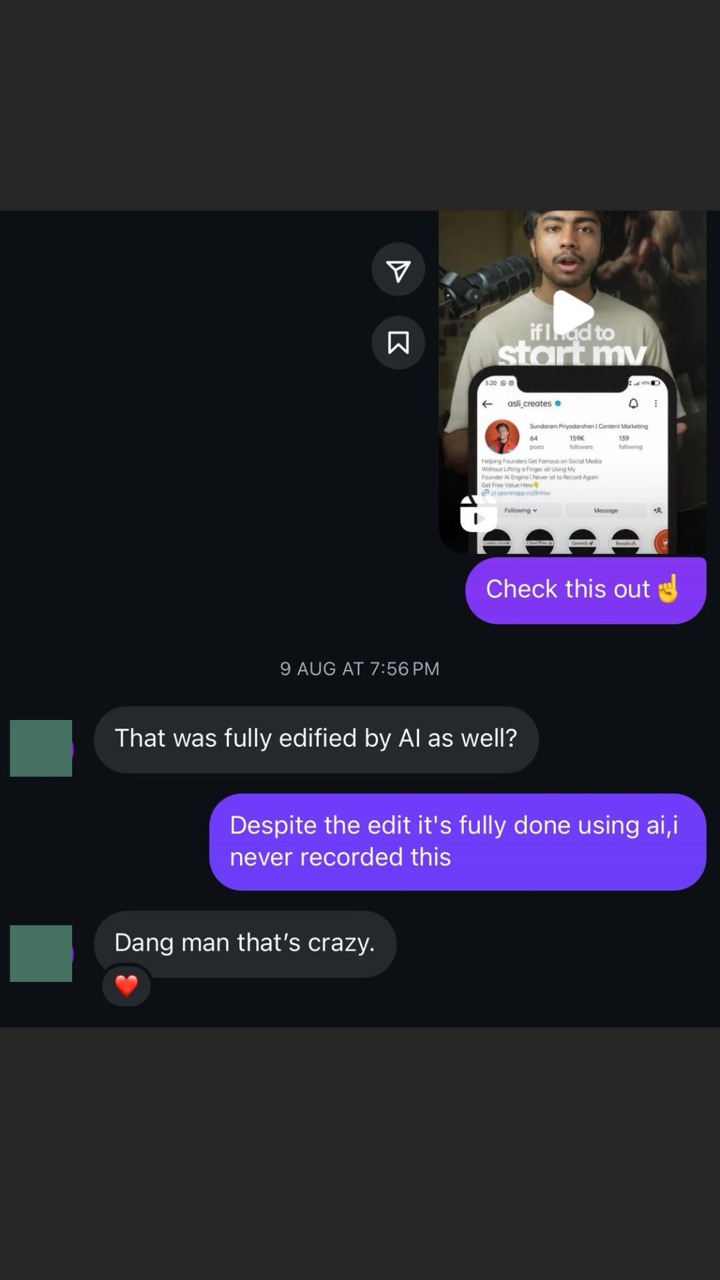 if I had to
start my
5:20
asli_creates
Sundaram Priyadarshan | Content Marketing
64 159K 139
posts followers following
Helping Founders Get Famous on Social Media
Without Lifting a Finger all Using My
Founder AI Engine | Never sit to Record Again
Get Free Value Here👇
Following Message
Growth
Check this out ☝️
9 AUG AT 7:56 PM
That was fully edified by AI as well?
Despite the edit it's fully done using ai,i
never recorded this
Dang man that's crazy.
❤️